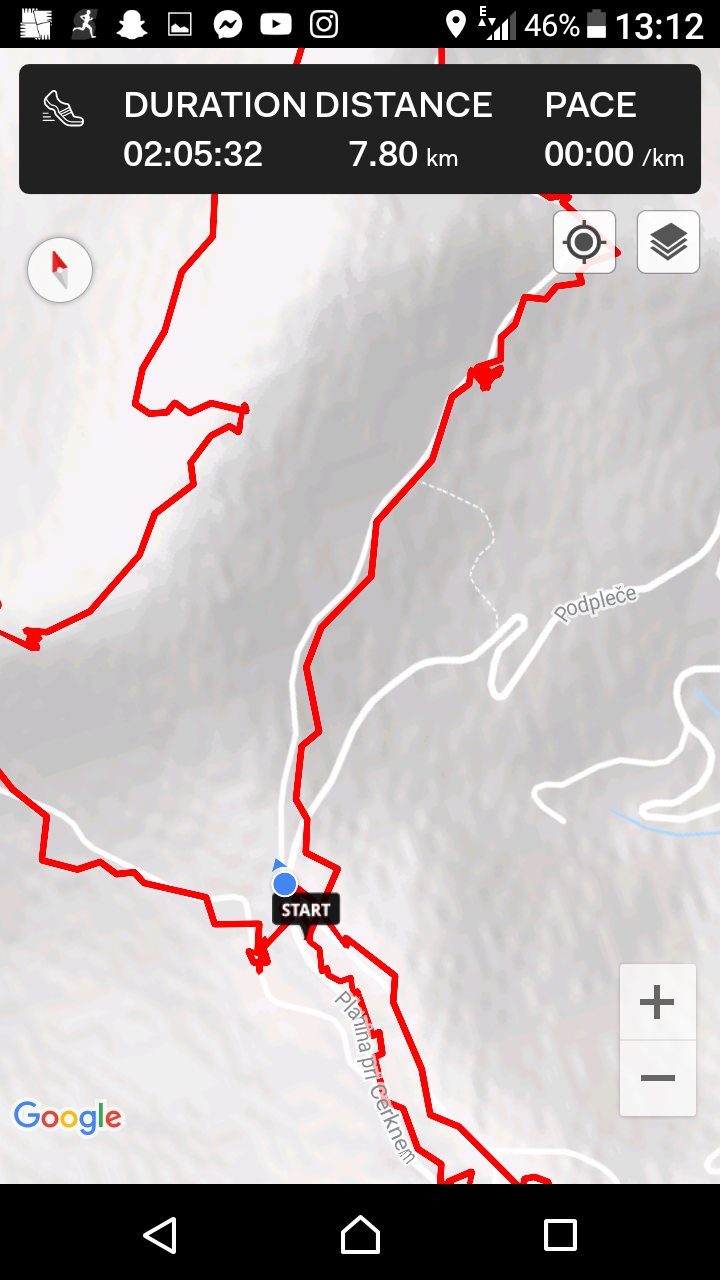 E 46% 13:12
DURATION DISTANCE PACE
02:05:32 7.80 km 00:00 /km
Podpleče
START
Planina pri Cerknem
Google